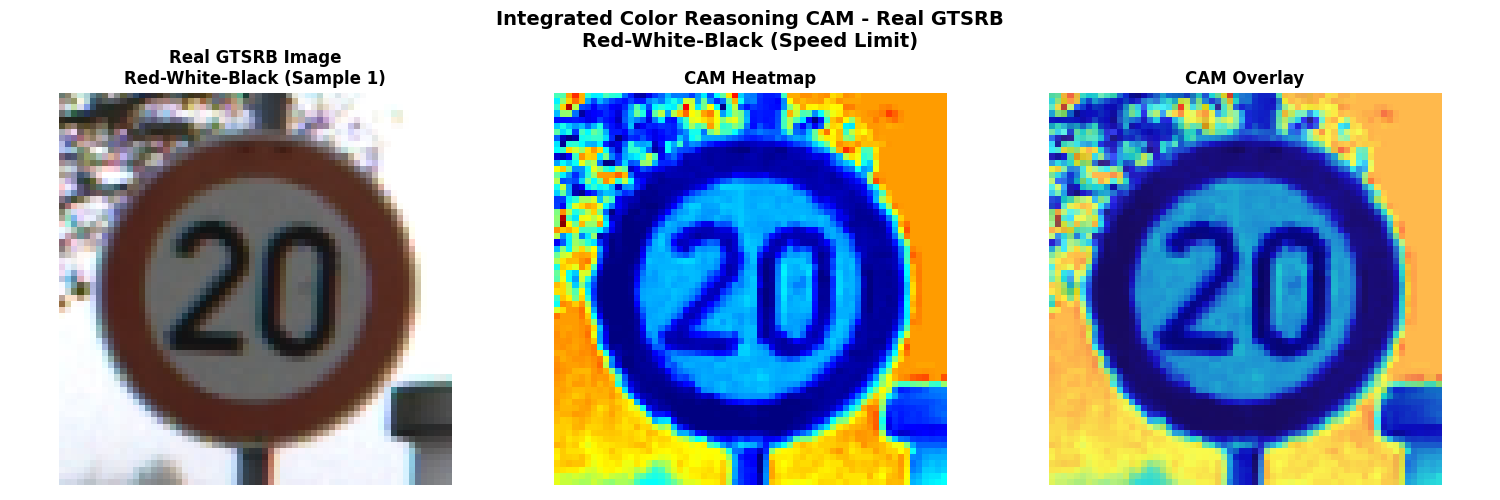 Integrated Color Reasoning CAM - Real GTSRB
Red-White-Black (Speed Limit)
Real GTSRB Image
Red-White-Black (Sample 1)
CAM Heatmap
CAM Overlay
20
20
20